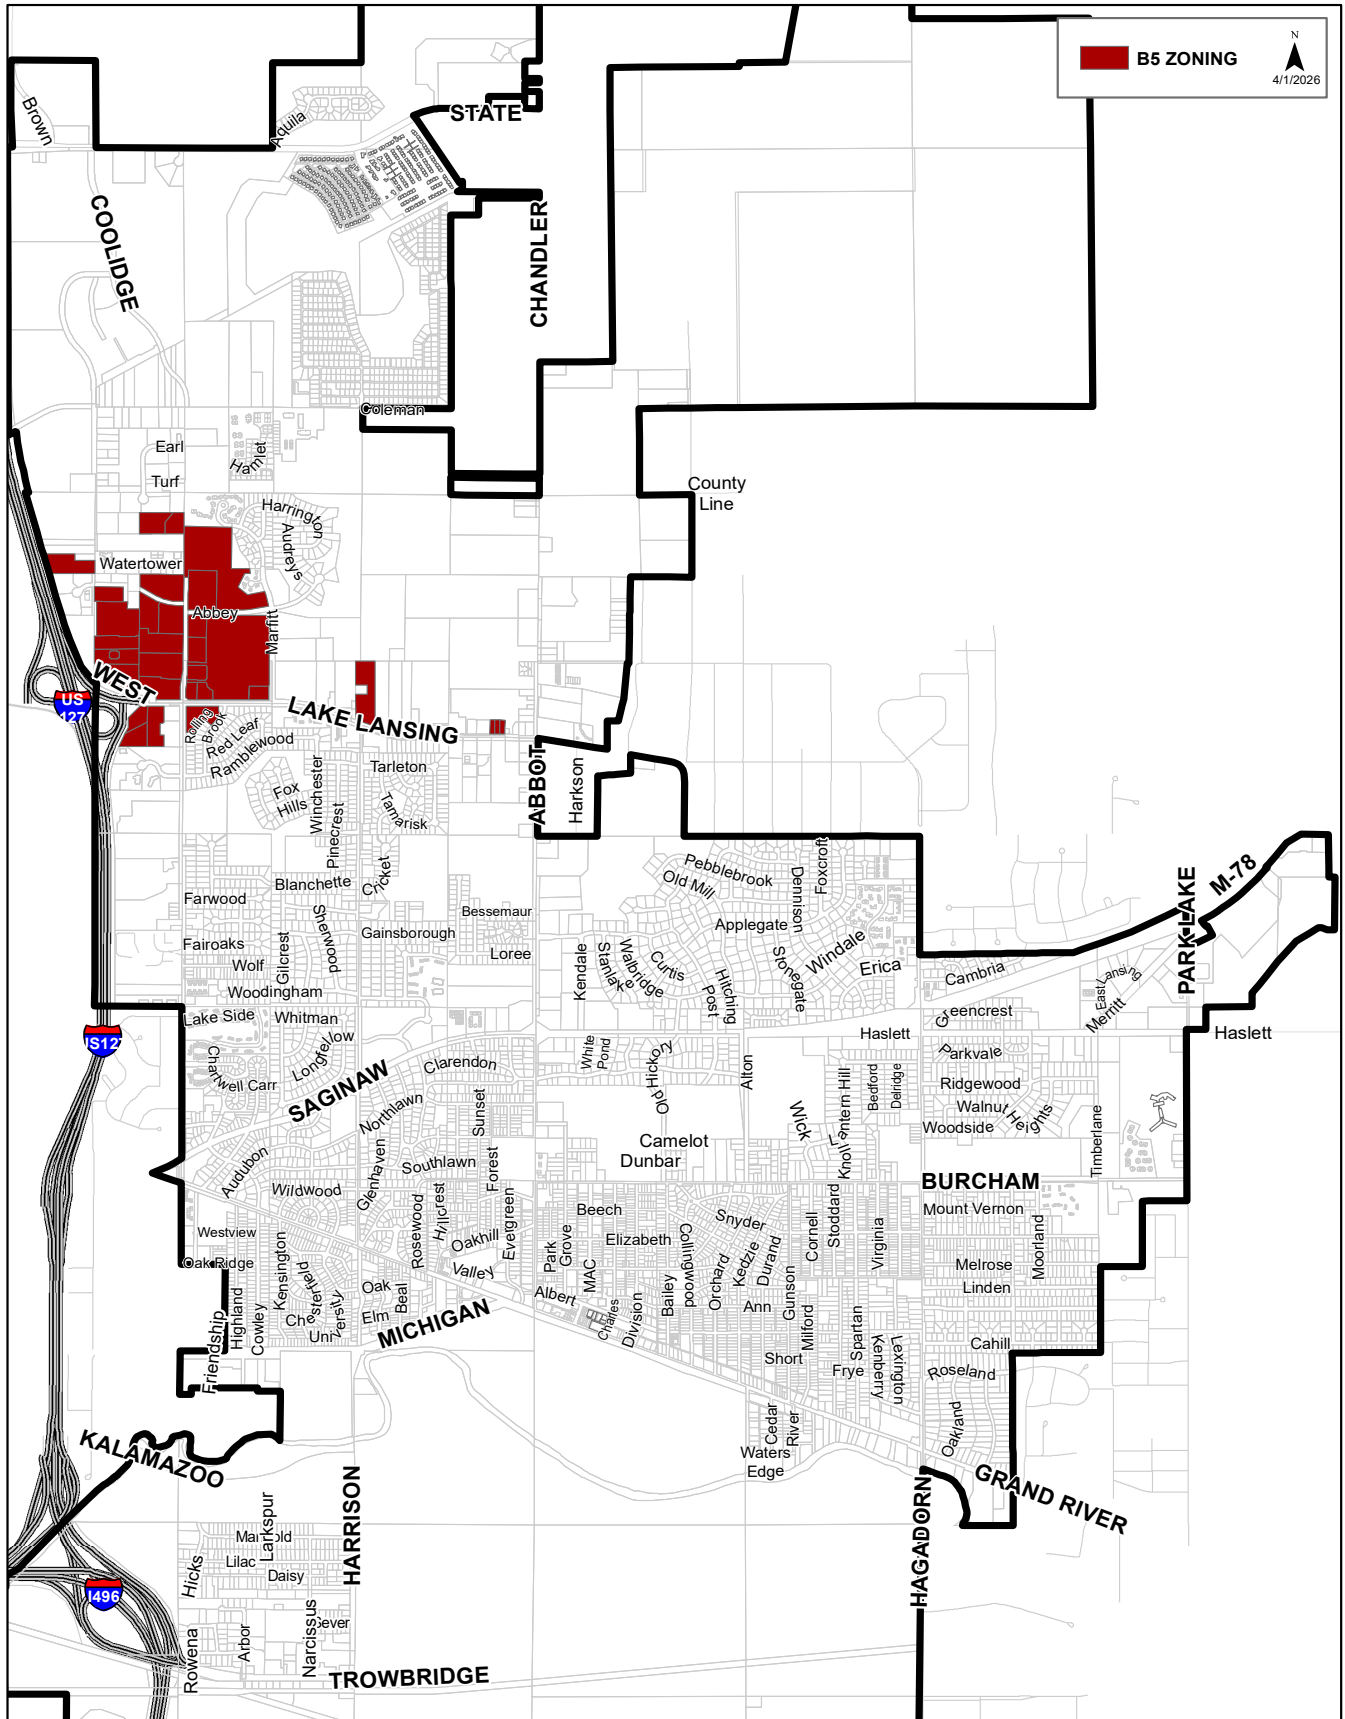 B5 ZONING
N
4/1/2026
STATE
Brown
Aquila
COOLIDGE
CHANDLER
Coleman
Earl
Hamlet
Turf
County
Line
Harrington
Audreys
Watertower
Abbey
Marfitt
WEST
US
127
LAKE LANSING
Rolling
Brook
Red Leaf
Ramblewood
ABBOT
Harkson
Tarleton
Fox
Hills
Winchester
Tamarisk
Pinecrest
Cricket
Blanchette
Farwood
Pebblebrook
Old Mill
Dennison
Foxcroft
M-78
PARK LAKE
Bessemaur
Sherwood
Gainsborough
Applegate
Fairoaks
Gilcrest
Loree
Wolf
Kendale
Stanlake
Walbridge
Curtis
Stonegate
Windale
Erica
Cambria
East Lansing
Woodingham
Hitching
Post
Merritt
Greencrest
Lake Side
Whitman
US127
Haslett
Haslett
Longfellow
Chartwell Carr
Clarendon
White
Pond
Old Hickory
Alton
Parkvale
SAGINAW
Northlawn
Sunset
Lantern Hill
Bedford
Delridge
Ridgewood
Walnut Heights
Woodside
Wick
Knoll
Timberlane
Camelot
Dunbar
Audubon
Glenhaven
Southlawn
Forest
BURCHAM
Wildwood
Rosewood
Hillcrest
Evergreen
Beech
Snyder
Cornell
Stoddard
Virginia
Mount Vernon
Moorland
Westview
Oakhill
Park
Grove
Elizabeth
Collingwood
Orchard
Kedzie
Durand
Oak Ridge
Kensington
Chesterfield
Valley
MAC
Melrose
Linden
Highland
Cowley
University
Oak
Beal
Elm
Albert
Charles
Division
Bailey
Ann
Gunson
Milford
Spartan
MICHIGAN
Friendship
Short
Frye
Kenberry
Lexington
Cahill
Roseland
Oakland
Cedar
River
Waters
Edge
KALAMAZOO
HARRISON
HAGADORN
GRAND RIVER
Larkspur
Lilac
Daisy
Hicks
I496
Narcissus
Arbor
Rowena
TROWBRIDGE